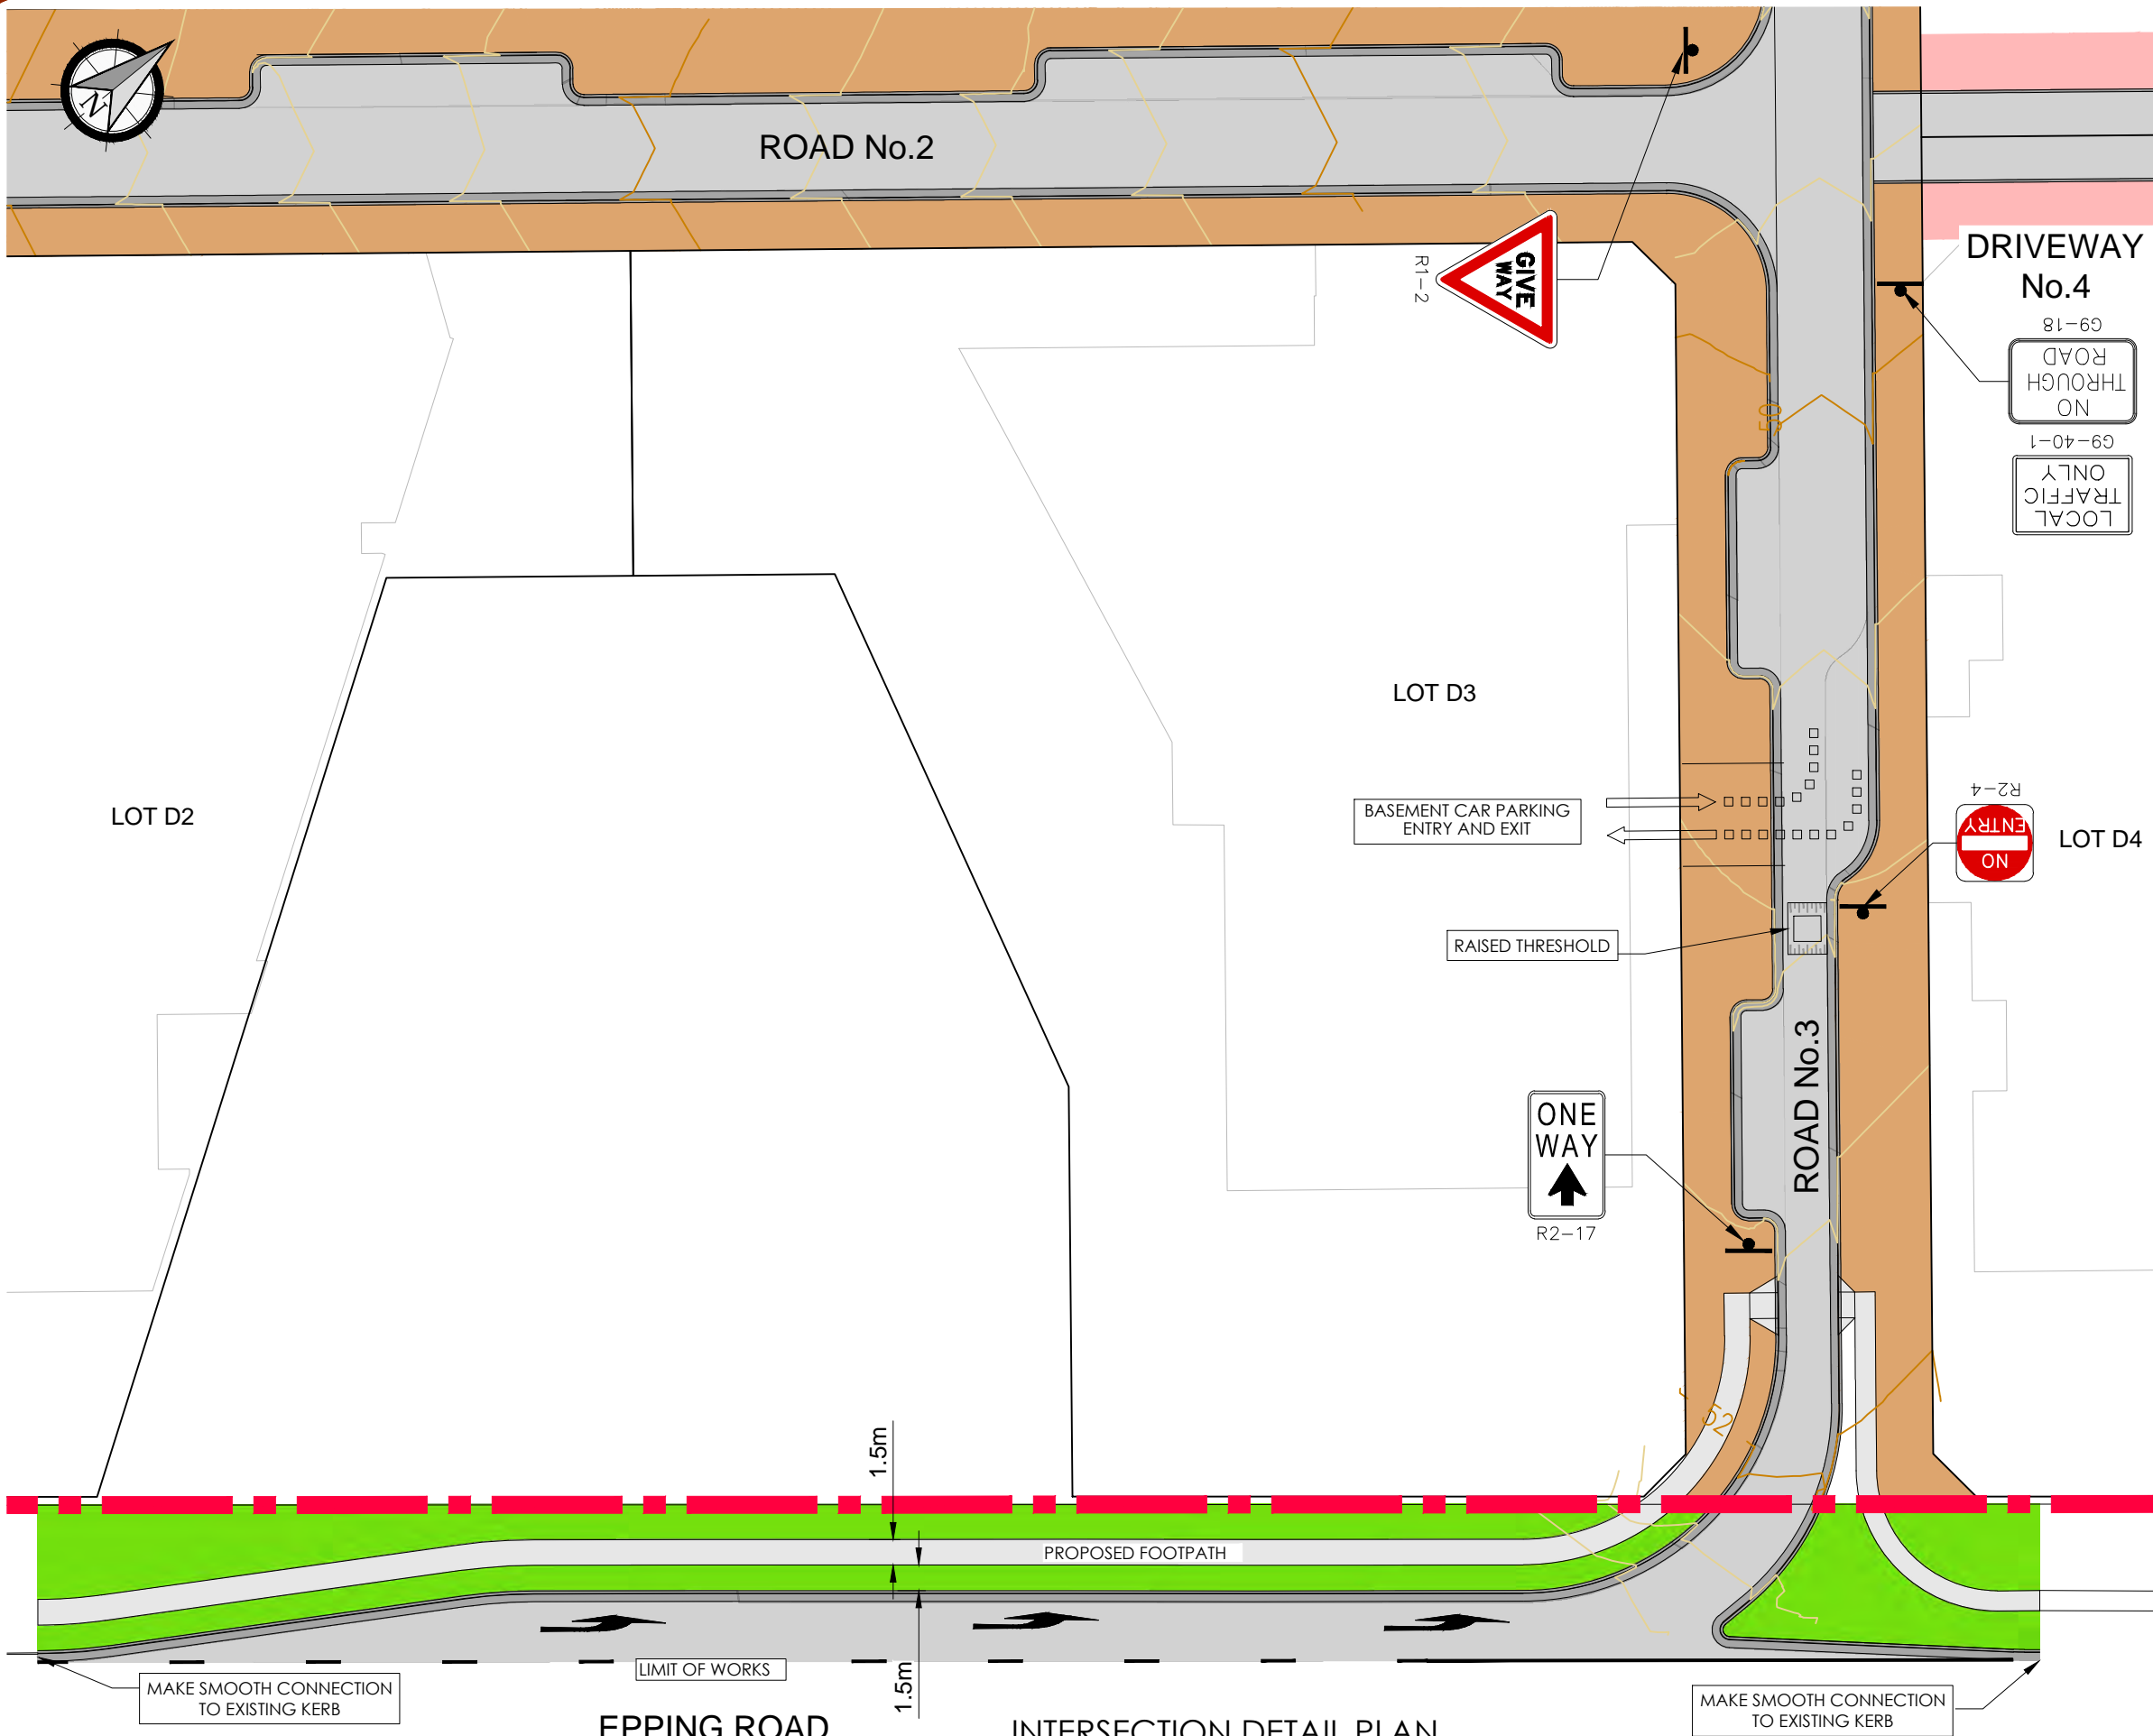 N
ROAD No.2
GIVE
WAY
R1-2
DRIVEWAY
No.4
G9-18
NO
THROUGH
ROAD
G9-40-1
LOCAL
TRAFFIC
ONLY
50
LOT D3
LOT D2
BASEMENT CAR PARKING
ENTRY AND EXIT
R2-4
NO
ENTRY
LOT D4
RAISED THRESHOLD
ROAD No.3
ONE
WAY
R2-17
52
1.5m
PROPOSED FOOTPATH
LIMIT OF WORKS
1.5m
MAKE SMOOTH CONNECTION
TO EXISTING KERB
MAKE SMOOTH CONNECTION
TO EXISTING KERB
EPPING ROAD
INTERSECTION DETAIL PLAN